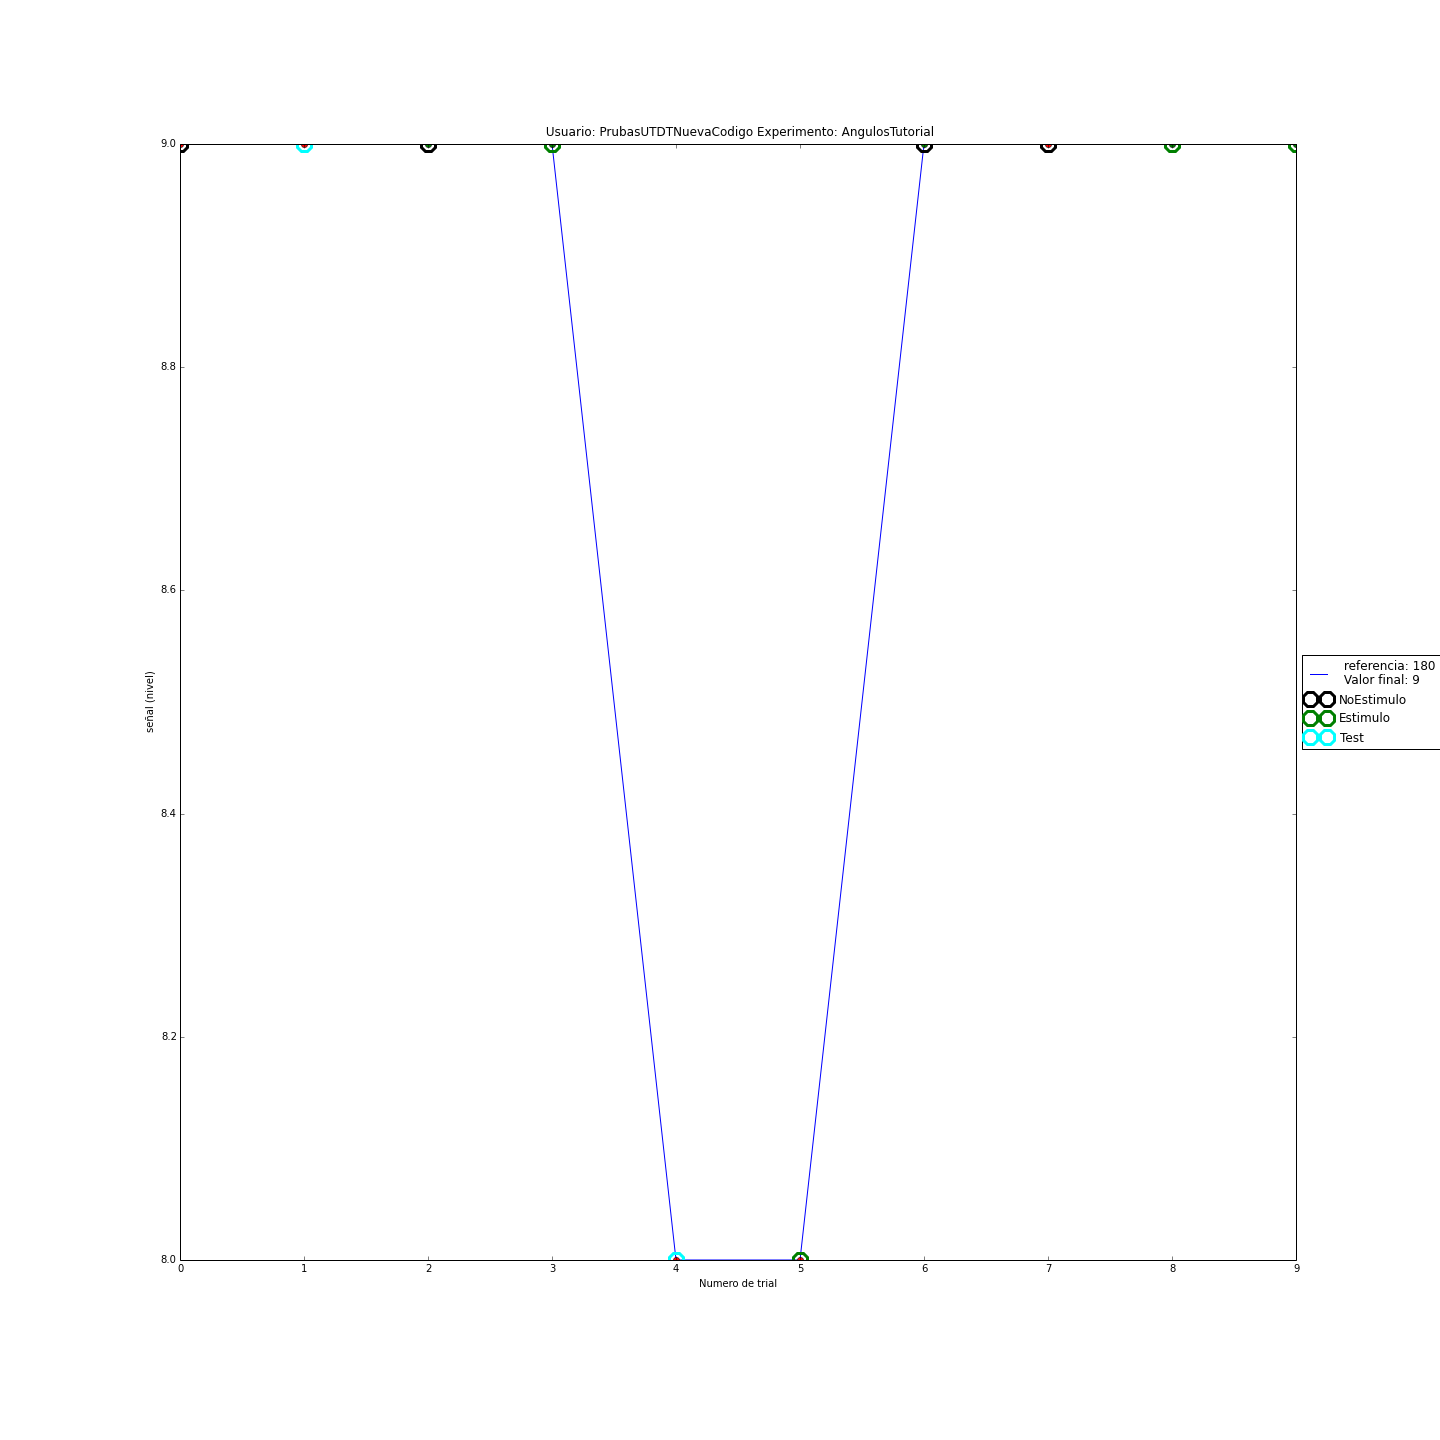 Usuario: PrubasUTDTNuevaCodigo Experimento: AngulosTutorial
9.0
8.8
8.6
8.4
8.2
8.0
señal (nivel)
0 1 2 3 4 5 6 7 8 9
Numero de trial
referencia: 180
Valor final: 9
NoEstimulo
Estimulo
Test